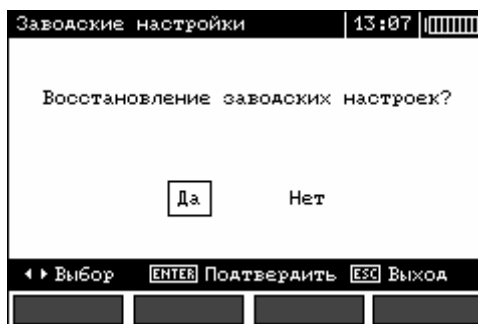 Заводские настройки 13:07
Восстановление заводских настроек?
Да Нет
Выбор ENTER Подтвердить ESC Выход